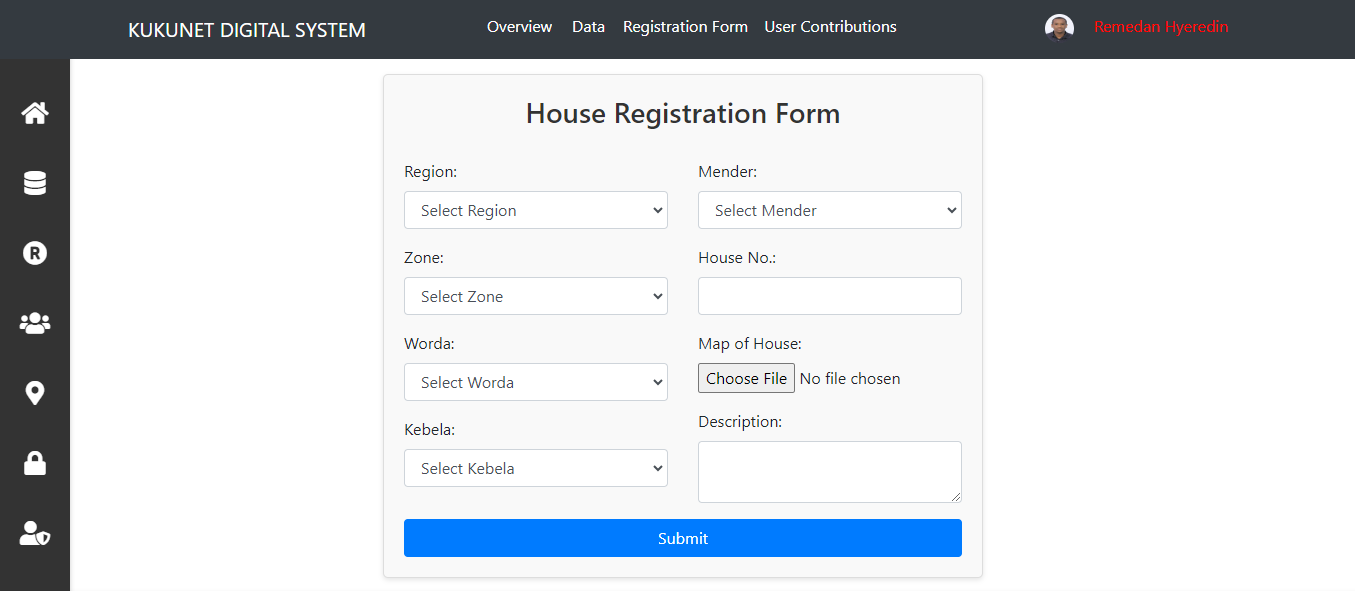 KUKUNET DIGITAL SYSTEM
Overview Data Registration Form User Contributions
Remedan Hyeredin
R
House Registration Form
Region:
Select Region
Zone:
Select Zone
Worda:
Select Worda
Kebela:
Select Kebela
Mender:
Select Mender
House No.:
Map of House:
Choose File No file chosen
Description:
Submit